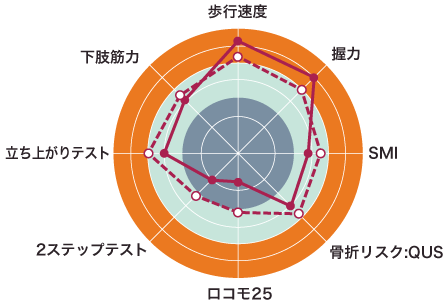 歩行速度
下肢筋力
握力
立ち上がりテスト
SMI
2ステップテスト
骨折リスク:QUS
ロコモ25